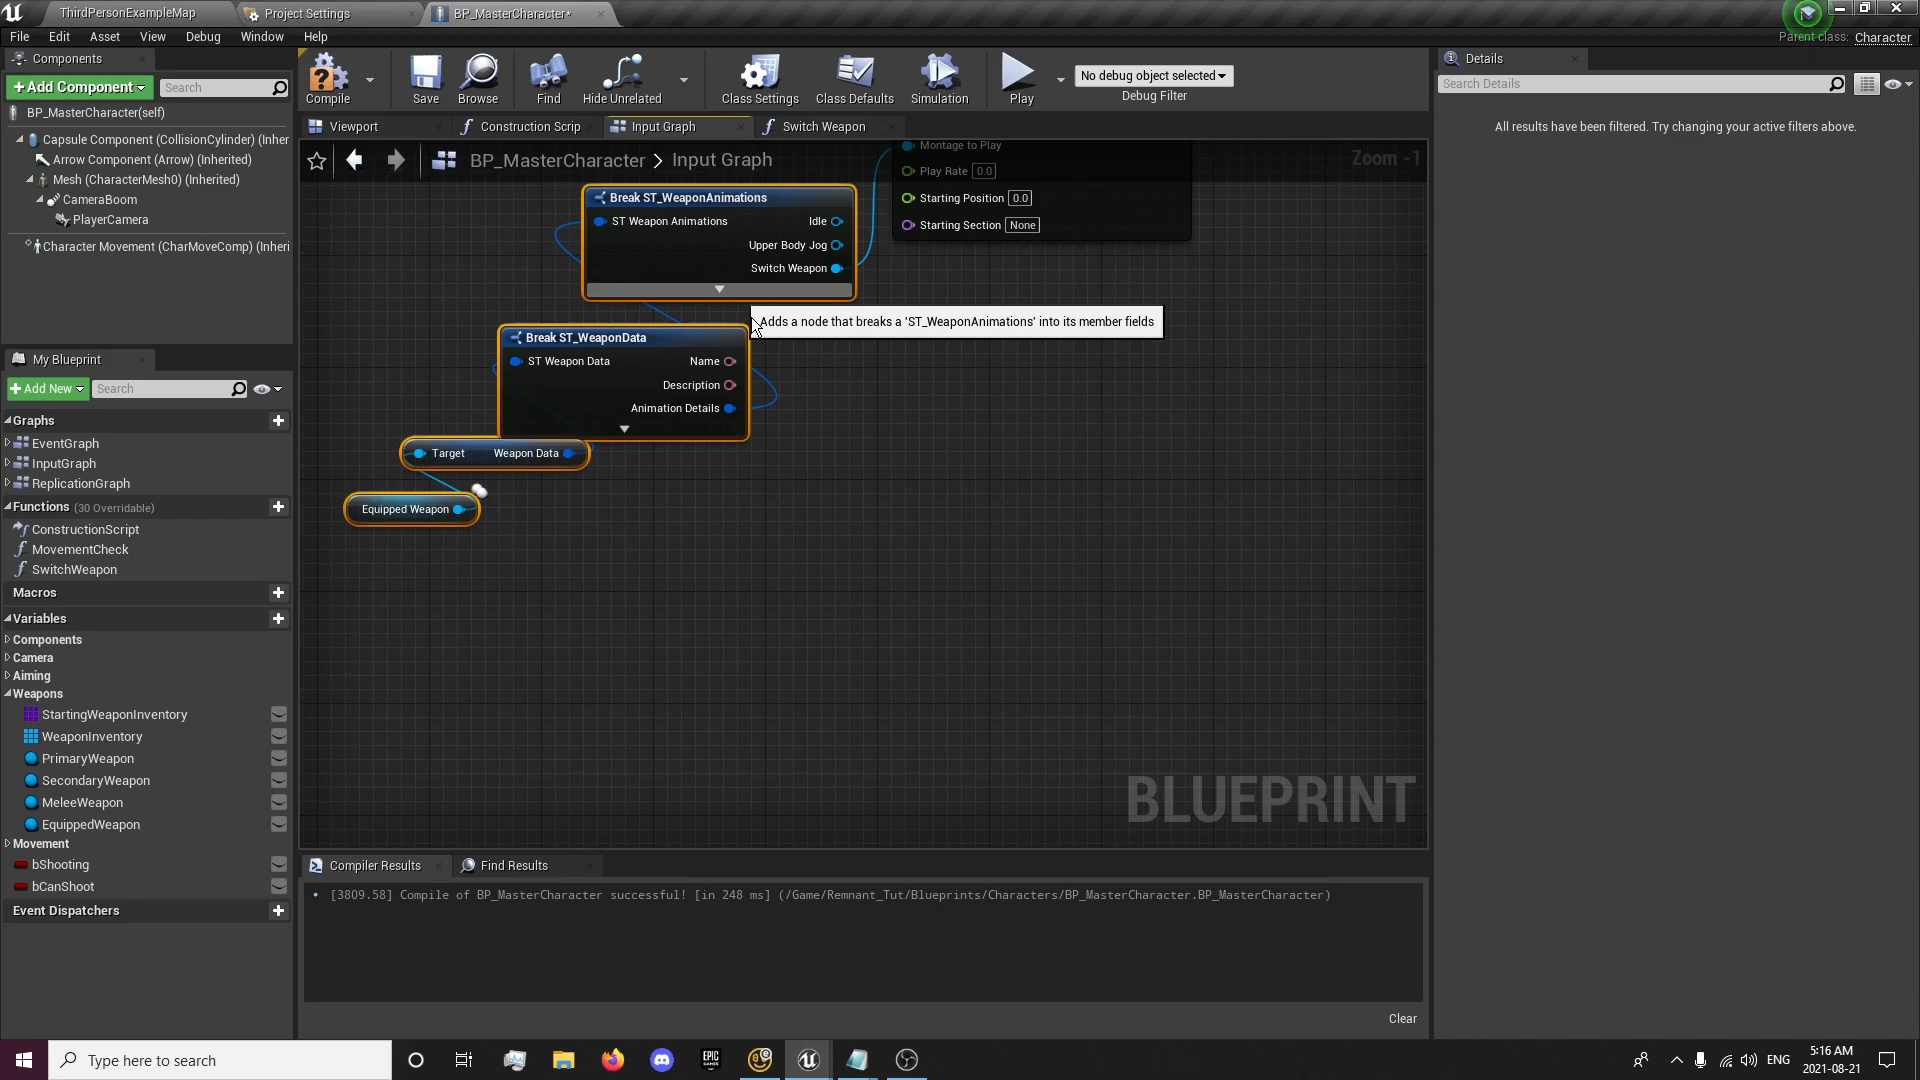 ThirdPersonExampleMap
Project Settings
BP_MasterCharacter*
File Edit Asset View Debug Window Help
Parent class: Character
Components
+Add Component
Search
BP_MasterCharacter(self)
Capsule Component (CollisionCylinder) (Inher
Arrow Component (Arrow) (Inherited)
Mesh (CharacterMesh0) (Inherited)
CameraBoom
PlayerCamera
Character Movement (CharMoveComp) (Inheri
My Blueprint
+Add New
Search
Graphs
EventGraph
InputGraph
ReplicationGraph
Functions (30 Overridable)
ConstructionScript
MovementCheck
SwitchWeapon
Macros
Variables
Components
Camera
Aiming
Weapons
StartingWeaponInventory
WeaponInventory
PrimaryWeapon
SecondaryWeapon
MeleeWeapon
EquippedWeapon
Movement
bShooting
bCanShoot
Event Dispatchers
Compile
Save
Browse
Find
Hide Unrelated
Class Settings
Class Defaults
Simulation
Play
No debug object selected
Debug Filter
Viewport
Construction Scrip
Input Graph
Switch Weapon
BP_MasterCharacter > Input Graph
Zoom -1
Montage to Play
Play Rate 0.0
Starting Position 0.0
Starting Section None
Break ST_WeaponAnimations
ST Weapon Animations
Idle
Upper Body Jog
Switch Weapon
Adds a node that breaks a 'ST_WeaponAnimations' into its member fields
Break ST_WeaponData
ST Weapon Data
Name
Description
Animation Details
Target Weapon Data
Equipped Weapon
BLUEPRINT
Compiler Results
Find Results
[3809.58] Compile of BP_MasterCharacter successful! [in 248 ms] (/Game/Remnant_Tut/Blueprints/Characters/BP_MasterCharacter.BP_MasterCharacter)
Clear
Details
Search Details
All results have been filtered. Try changing your active filters above.
Type here to search
EPIC
GAMES
ENG
5:16 AM
2021-08-21